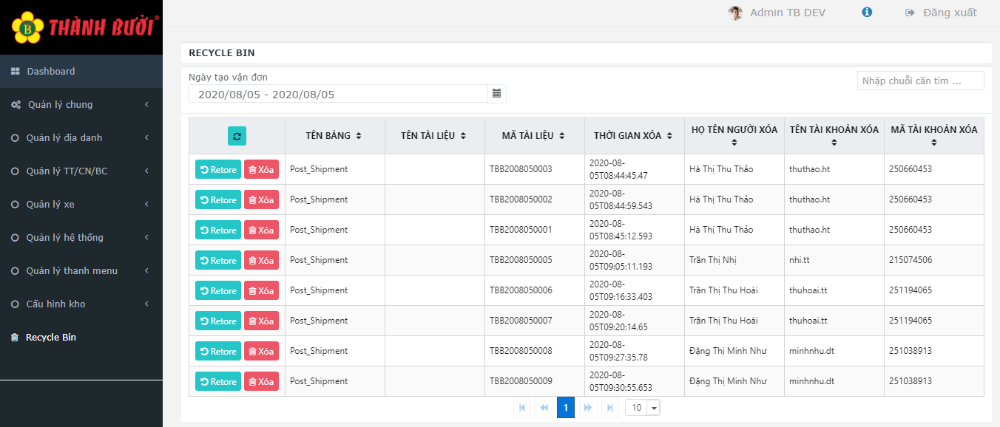 THÀNH BƯỞI®
B
Admin TB DEV
Đăng xuất
Dashboard
Quản lý chung
Quản lý địa danh
Quản lý TT/CN/BC
Quản lý xe
Quản lý hệ thống
Quản lý thanh menu
Cấu hình kho
Recycle Bin
RECYCLE BIN
Ngày tạo vận đơn
2020/08/05 - 2020/08/05
Nhập chuỗi cần tìm ...
TÊN BẢNG TÊN TÀI LIỆU MÃ TÀI LIỆU THỜI GIAN XÓA HỌ TÊN NGƯỜI XÓA TÊN TÀI KHOẢN XÓA MÃ TÀI KHOẢN XÓA
Retore Xóa Post_Shipment TBB2008050003 2020-08-
05T08:44:45.47 Hà Thị Thu Thảo thuthao.ht 250660453
Retore Xóa Post_Shipment TBB2008050002 2020-08-
05T08:44:59.543 Hà Thị Thu Thảo thuthao.ht 250660453
Retore Xóa Post_Shipment TBB2008050001 2020-08-
05T08:45:12.593 Hà Thị Thu Thảo thuthao.ht 250660453
Retore Xóa Post_Shipment TBB2008050005 2020-08-
05T09:05:11.193 Trần Thị Nhị nhi.tt 215074506
Retore Xóa Post_Shipment TBB2008050006 2020-08-
05T09:16:33.403 Trần Thị Thu Hoài thuhoai.tt 251194065
Retore Xóa Post_Shipment TBB2008050007 2020-08-
05T09:20:14.65 Trần Thị Thu Hoài thuhoai.tt 251194065
Retore Xóa Post_Shipment TBB2008050008 2020-08-
05T09:27:35.78 Đặng Thị Minh Như minhnhu.dt 251038913
Retore Xóa Post_Shipment TBB2008050009 2020-08-
05T09:30:55.653 Đặng Thị Minh Như minhnhu.dt 251038913
1 10